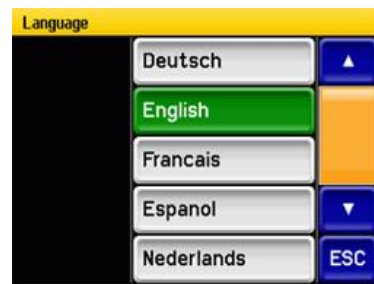 Language
Deutsch
English
Francais
Espanol
Nederlands
ESC